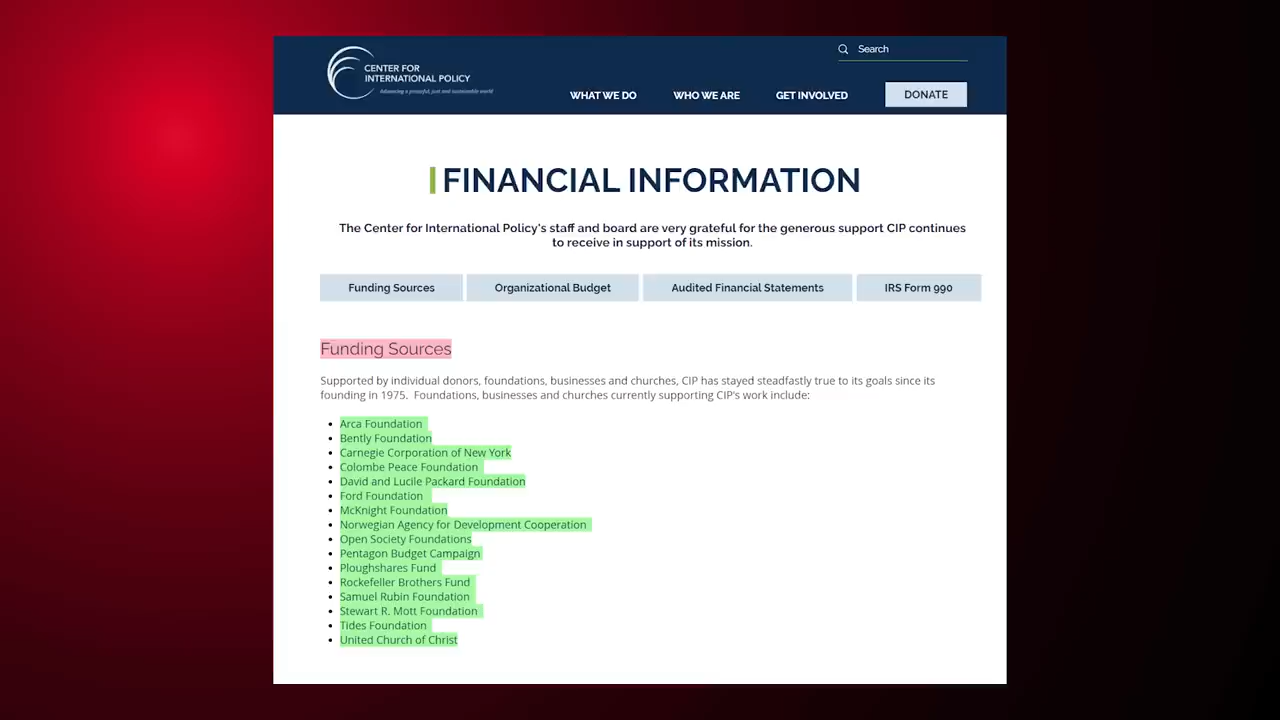 CENTER FOR
INTERNATIONAL POLICY
Advancing a peaceful, just and sustainable world
Search
WHAT WE DO
WHO WE ARE
GET INVOLVED
DONATE
FINANCIAL INFORMATION
The Center for International Policy's staff and board are very grateful for the generous support CIP continues
to receive in support of its mission.
Funding Sources
Organizational Budget
Audited Financial Statements
IRS Form 990
Funding Sources
Supported by individual donors, foundations, businesses and churches, CIP has stayed steadfastly true to its goals since its
founding in 1975. Foundations, businesses and churches currently supporting CIP's work include:
• Arca Foundation
• Bently Foundation
• Carnegie Corporation of New York
• Colombe Peace Foundation
• David and Lucile Packard Foundation
• Ford Foundation
• McKnight Foundation
• Norwegian Agency for Development Cooperation
• Open Society Foundations
• Pentagon Budget Campaign
• Ploughshares Fund
• Rockefeller Brothers Fund
• Samuel Rubin Foundation
• Stewart R. Mott Foundation
• Tides Foundation
• United Church of Christ